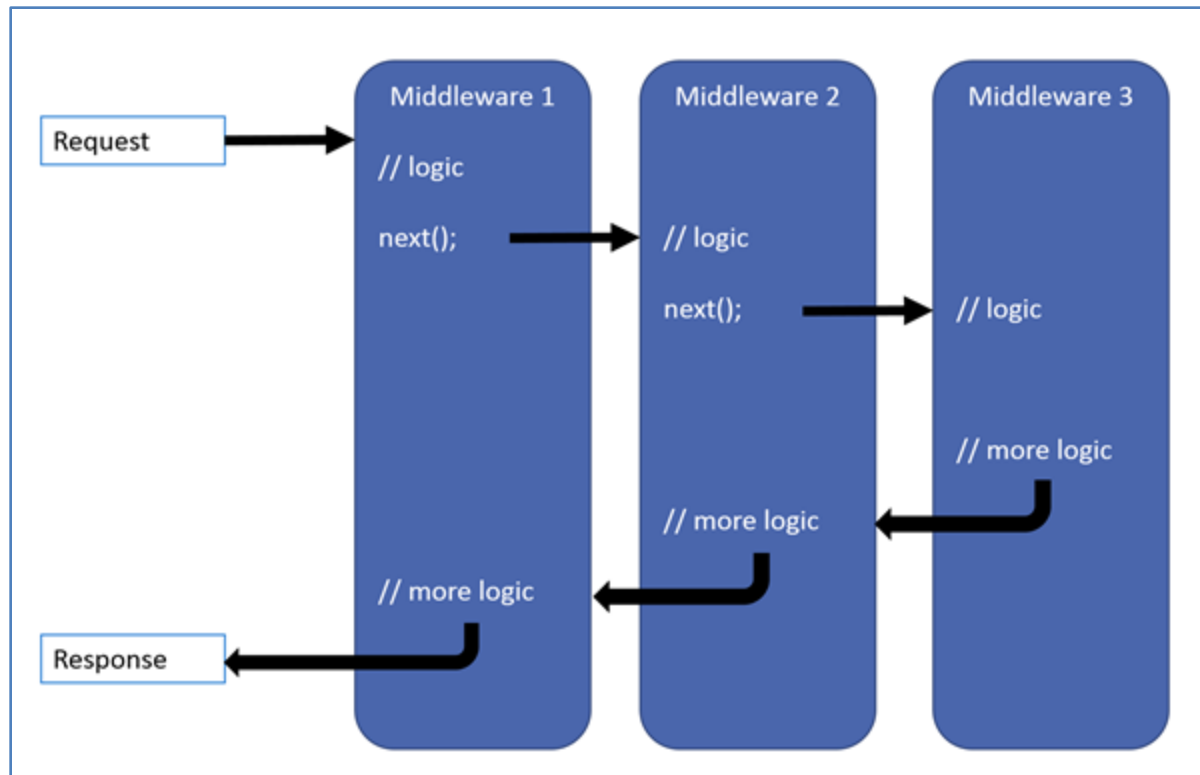 Middleware 1
Middleware 2
Middleware 3
Request
// logic
next();
// logic
next();
// logic
// more logic
// more logic
// more logic
Response